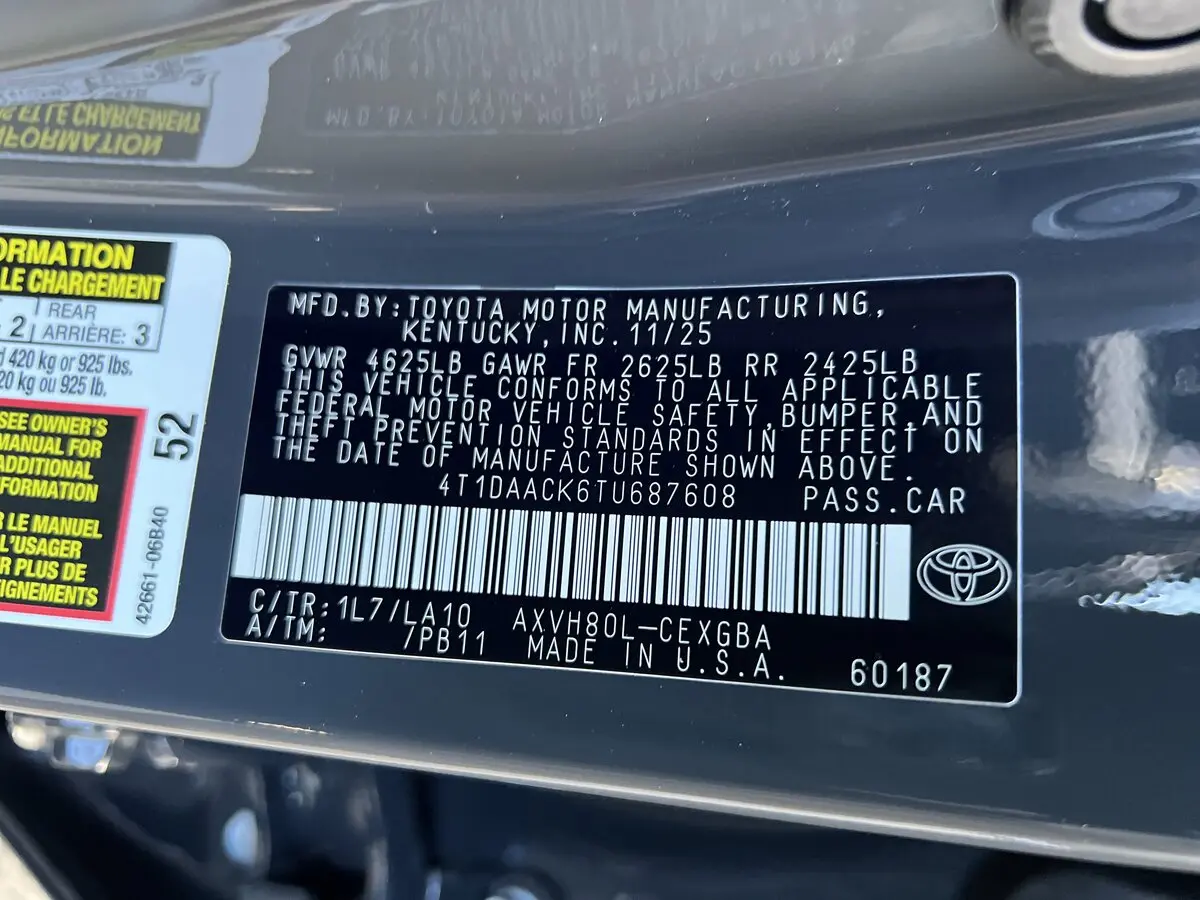 ORMATION
LE CHARGEMENT
REAR
2 ARRIÈRE: 3
420 kg or 925 lbs.
20 kg ou 925 lb.
SEE OWNER'S
MANUAL FOR
ADDITIONAL
FORMATION
R LE MANUEL
L'USAGER
R PLUS DE
IGNEMENTS
52
42661-06B40
MFD.BY:TOYOTA MOTOR MANUFACTURING,
KENTUCKY,INC.11/25
GVWR 4625LB GAWR FR 2625LB RR 2425LB
THIS VEHICLE CONFORMS TO ALL APPLICABLE
FEDERAL MOTOR VEHICLE SAFETY,BUMPER,AND
THEFT PREVENTION STANDARDS IN EFFECT ON
THE DATE OF MANUFACTURE SHOWN ABOVE.
4T1DAACK6TU687608 PASS.CAR
C/TR:1L7/LA10 AXVH80L-CEXGBA
A/TM: /PB11 MADE IN U.S.A. 60187